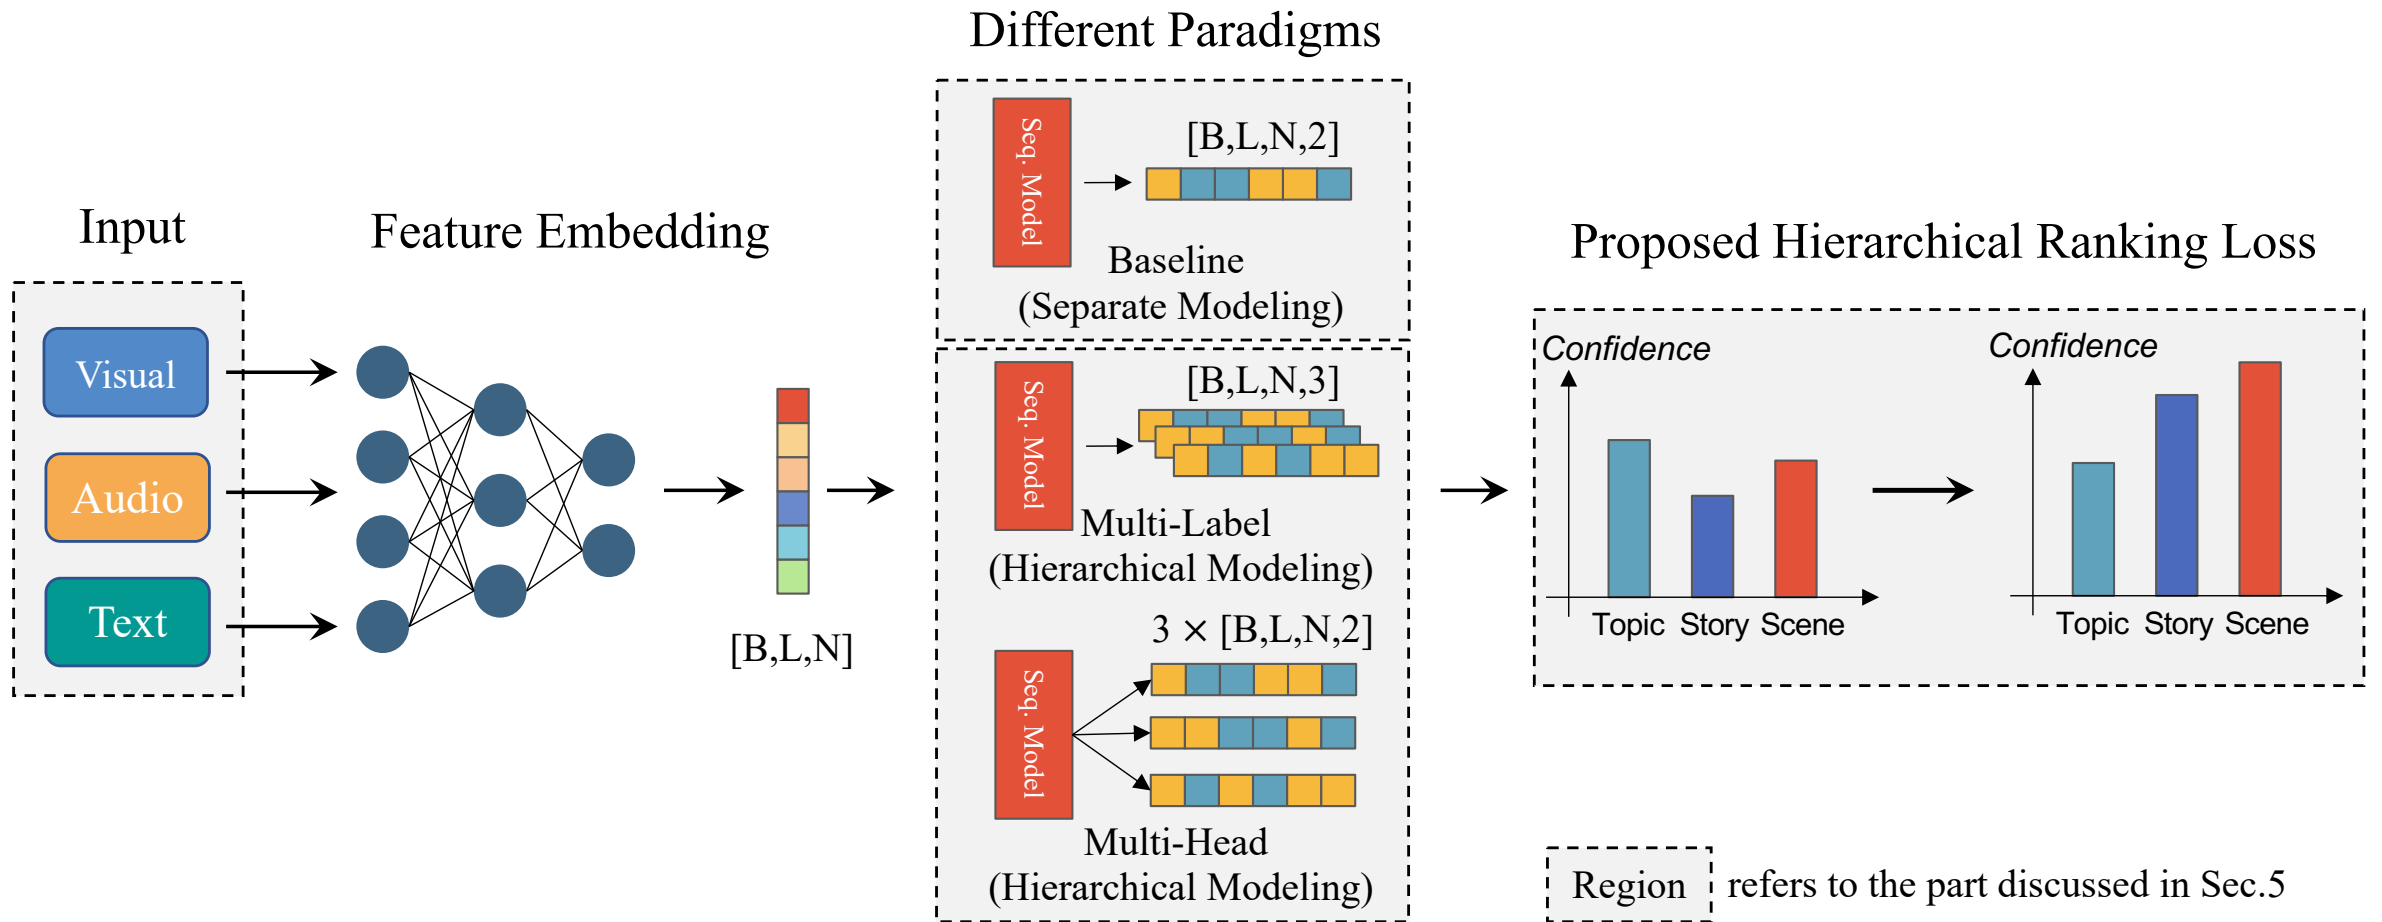 Different Paradigms
Input
Feature Embedding
Proposed Hierarchical Ranking Loss
Visual
Audio
Text
[B,L,N]
Seq. Model
[B,L,N,2]
Baseline
(Separate Modeling)
Seq. Model
[B,L,N,3]
Multi-Label
(Hierarchical Modeling)
Seq. Model
3 × [B,L,N,2]
Multi-Head
(Hierarchical Modeling)
Confidence
Topic Story Scene
Confidence
Topic Story Scene
Region refers to the part discussed in Sec.5